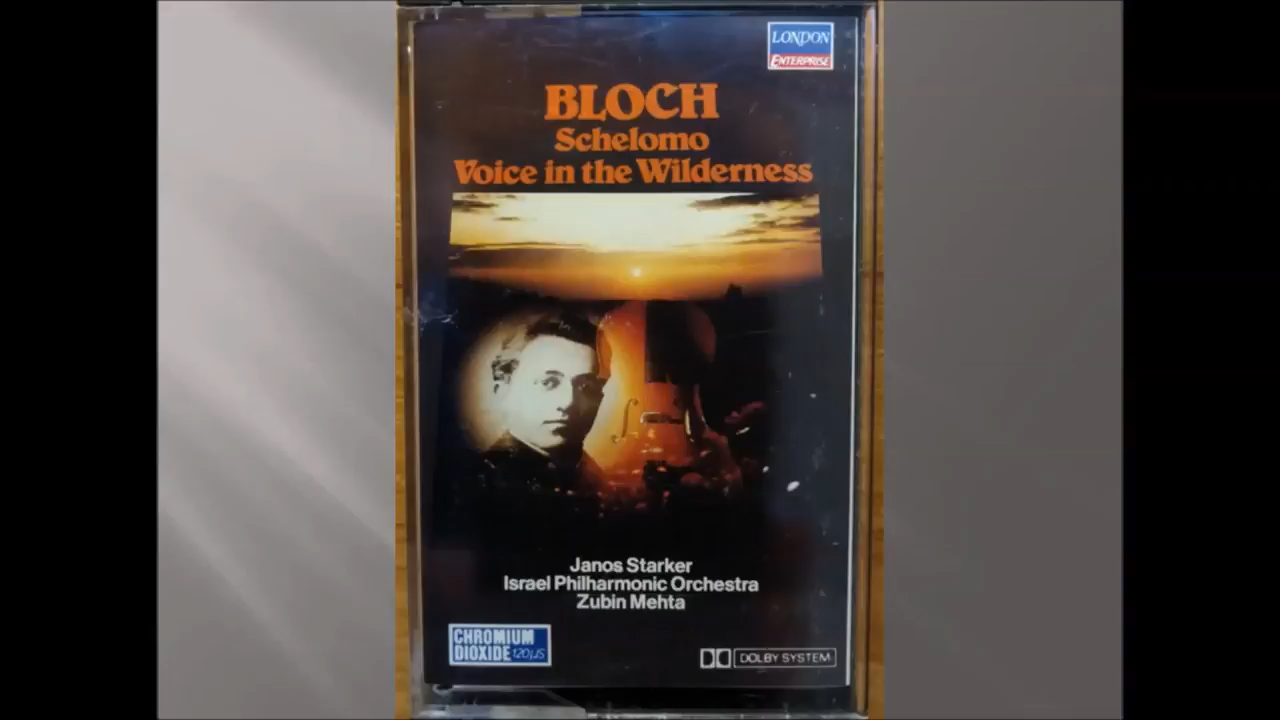 LONDON
ENTERPRISE
BLOCH
Schelomo
Voice in the Wilderness
Janos Starker
Israel Philharmonic Orchestra
Zubin Mehta
CHROMIUM
DIOXIDE 120µS
DOLBY SYSTEM